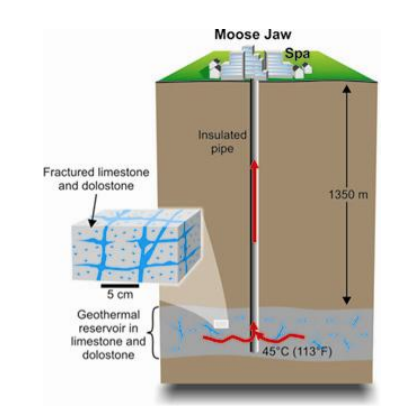 Moose Jaw
Spa
Insulated
pipe
Fractured limestone
and dolostone
1350 m
5 cm
Geothermal
reservoir in
limestone and
dolostone
45°C (113°F)